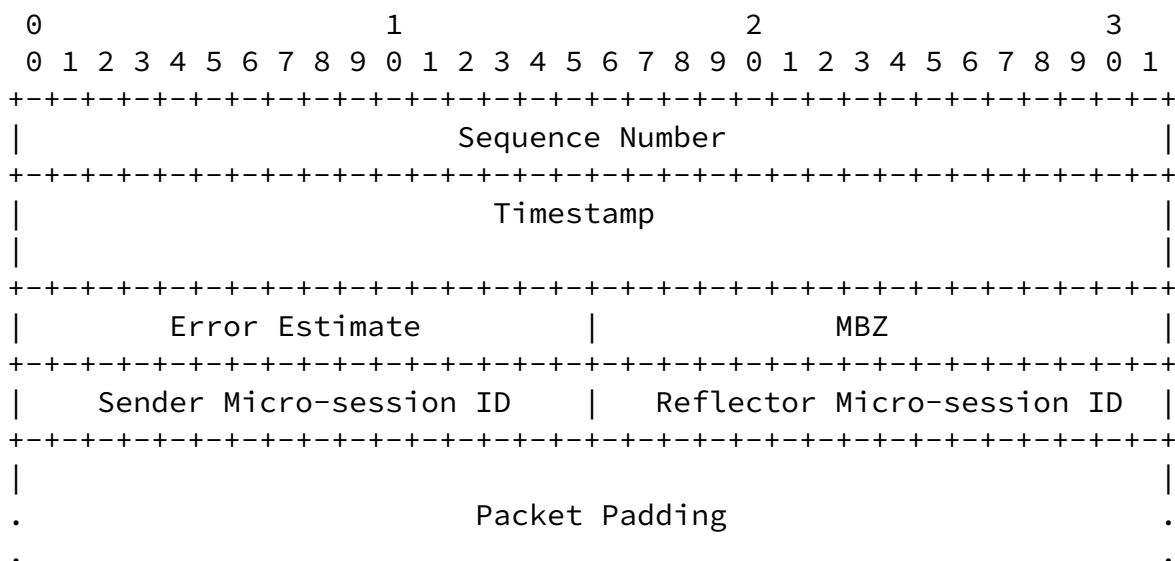 0                   1                   2                   3
0 1 2 3 4 5 6 7 8 9 0 1 2 3 4 5 6 7 8 9 0 1 2 3 4 5 6 7 8 9 0 1
+-+-+-+-+-+-+-+-+-+-+-+-+-+-+-+-+-+-+-+-+-+-+-+-+-+-+-+-+-+-+-+-+
|                        Sequence Number                        |
+-+-+-+-+-+-+-+-+-+-+-+-+-+-+-+-+-+-+-+-+-+-+-+-+-+-+-+-+-+-+-+-+
|                          Timestamp                            |
|                                                               |
+-+-+-+-+-+-+-+-+-+-+-+-+-+-+-+-+-+-+-+-+-+-+-+-+-+-+-+-+-+-+-+-+
|        Error Estimate         |             MBZ               |
+-+-+-+-+-+-+-+-+-+-+-+-+-+-+-+-+-+-+-+-+-+-+-+-+-+-+-+-+-+-+-+-+
|    Sender Micro-session ID    |   Reflector Micro-session ID  |
+-+-+-+-+-+-+-+-+-+-+-+-+-+-+-+-+-+-+-+-+-+-+-+-+-+-+-+-+-+-+-+-+
|                                                               |
.                         Packet Padding                        .
.                                                               .